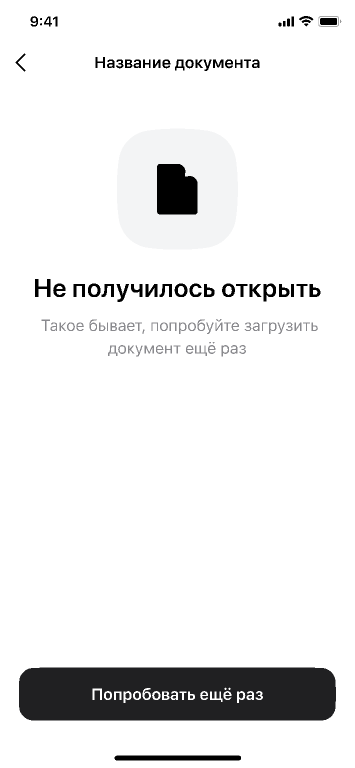 9:41
Название документа
Не получилось открыть
Такое бывает, попробуйте загрузить
документ ещё раз
Попробовать ещё раз